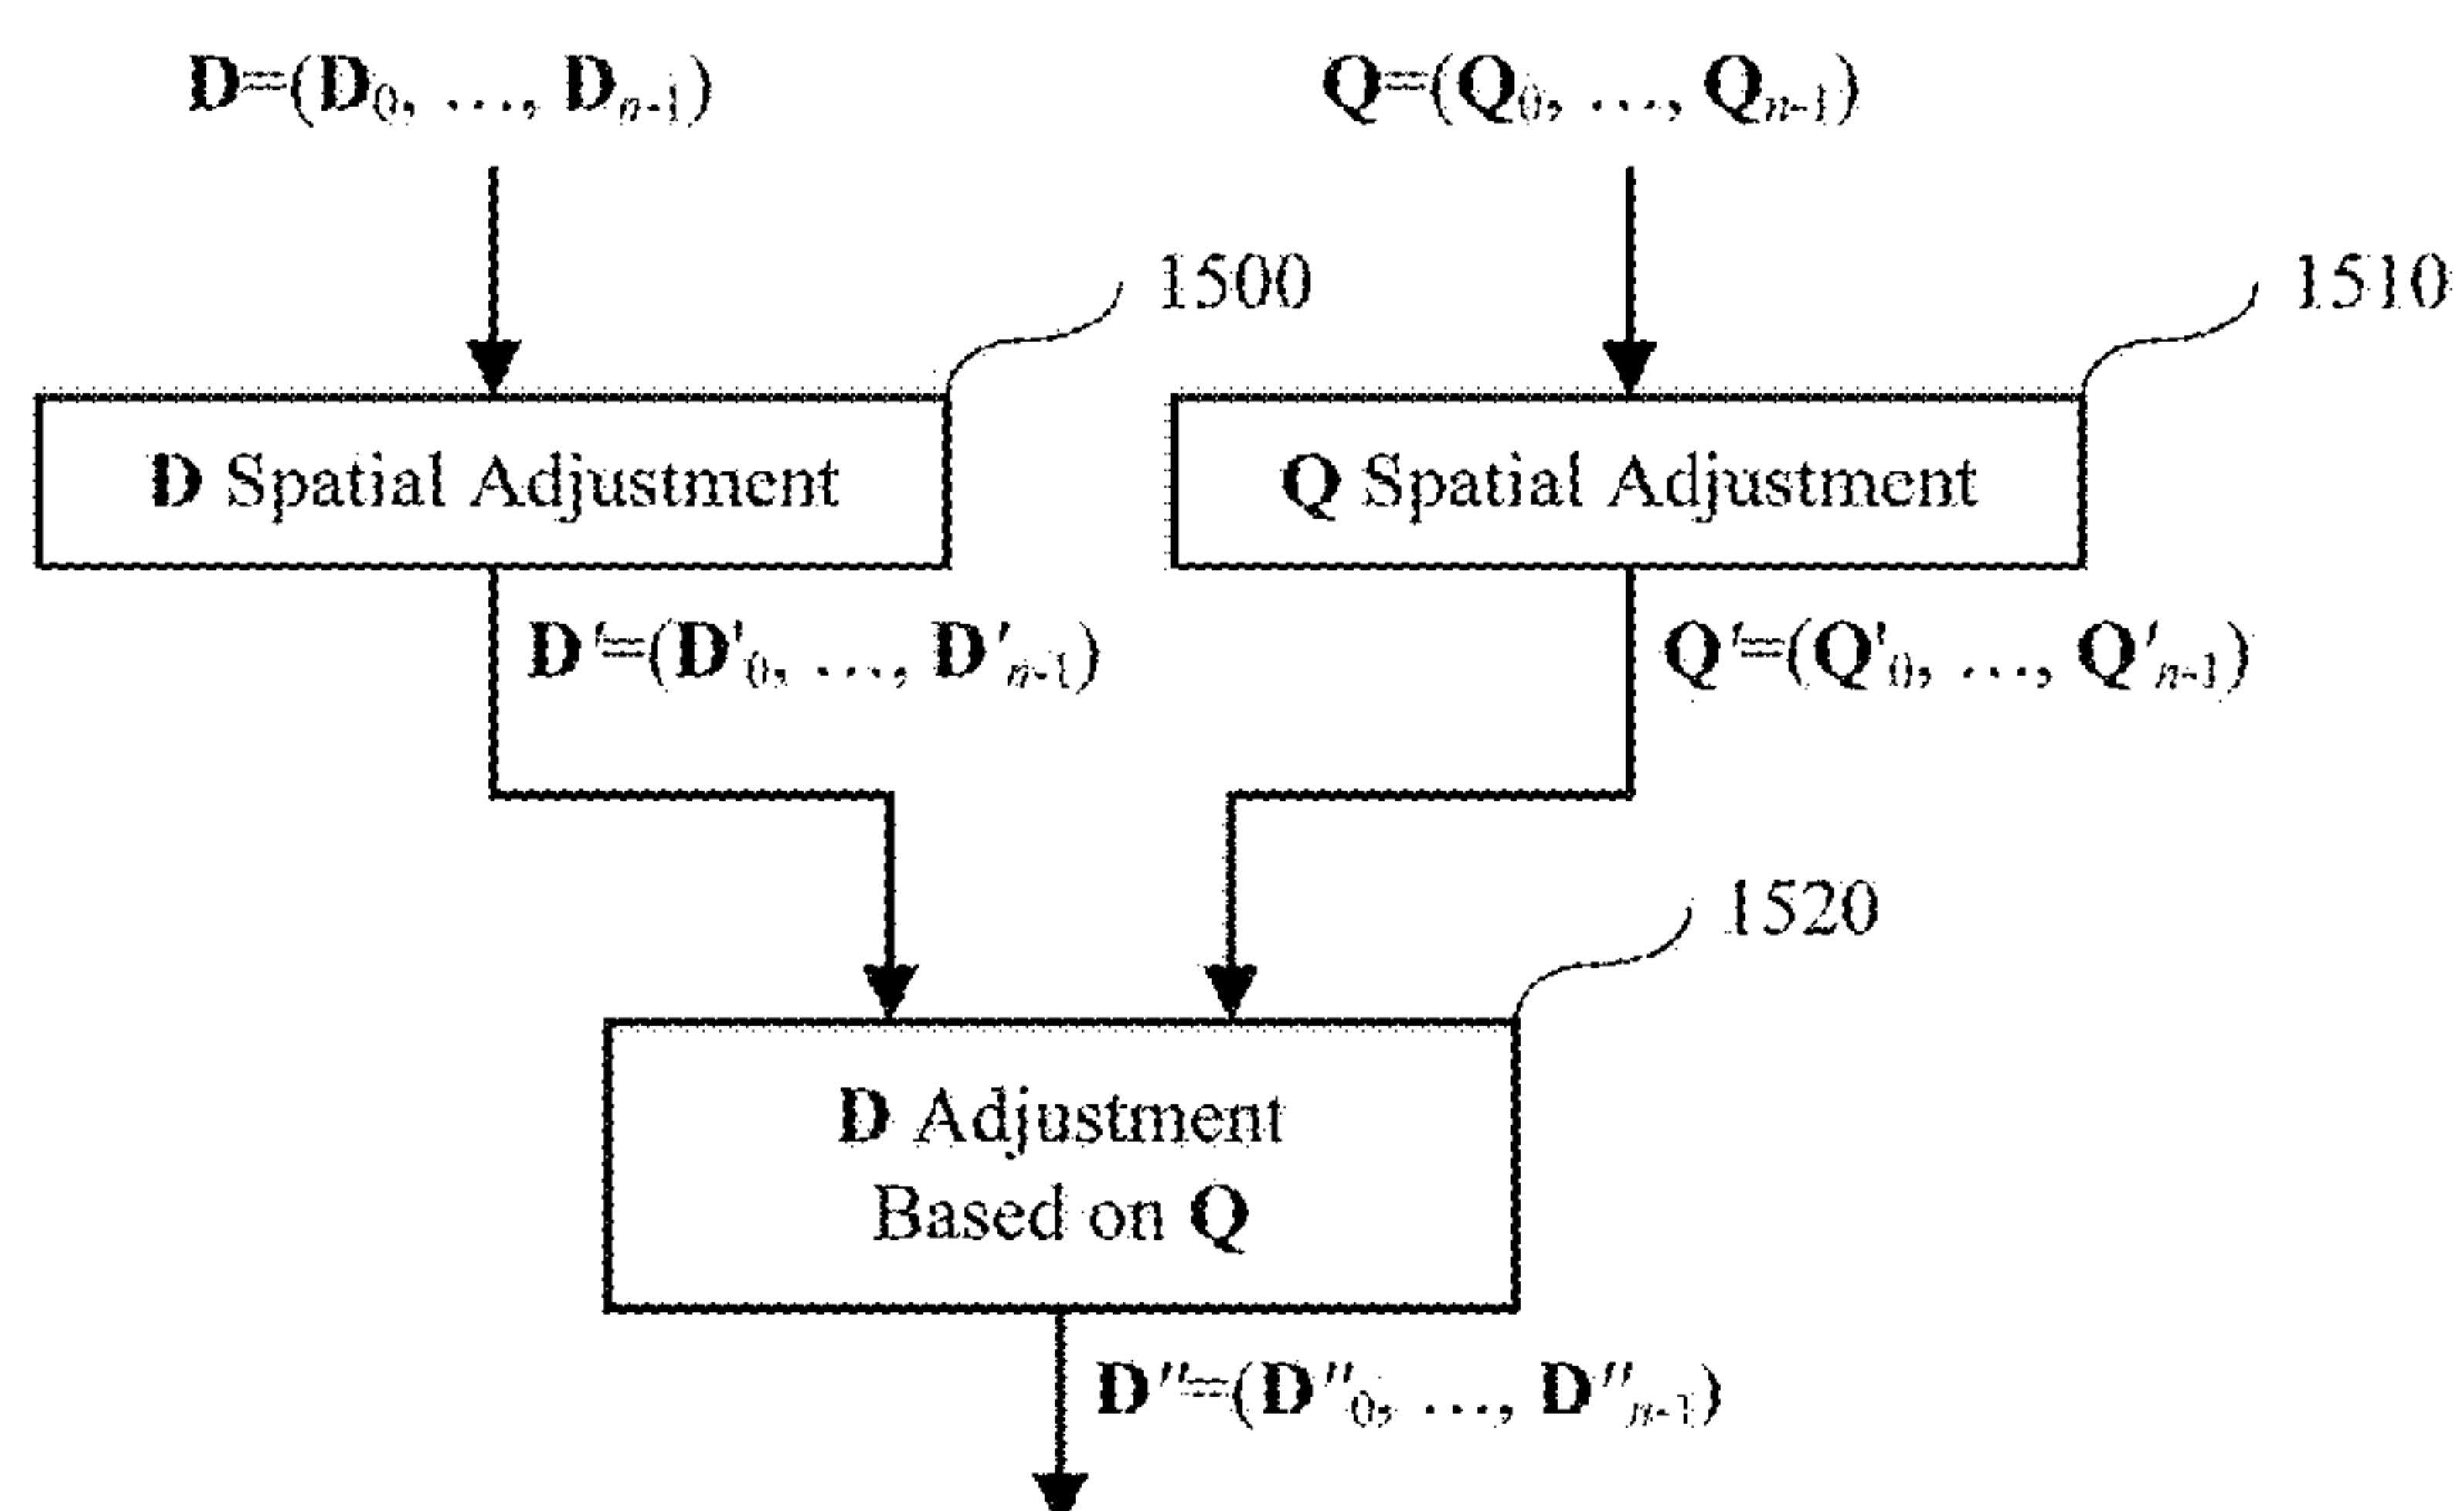 D=(D₀, ..., Dₙ₋₁)
Q=(Q₀, ..., Qₙ₋₁)
1500
1510
D Spatial Adjustment
Q Spatial Adjustment
D'=(D'₀, ..., D'ₙ₋₁)
Q'=(Q'₀, ..., Q'ₙ₋₁)
1520
D Adjustment
Based on Q
D''=(D''₀, ..., D''ₙ₋₁)